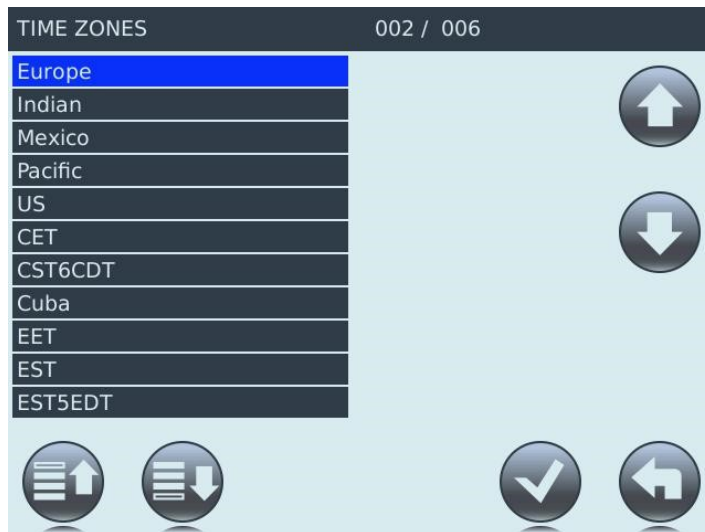 TIME ZONES 002 / 006
Europe
Indian
Mexico
Pacific
US
CET
CST6CDT
Cuba
EET
EST
EST5EDT